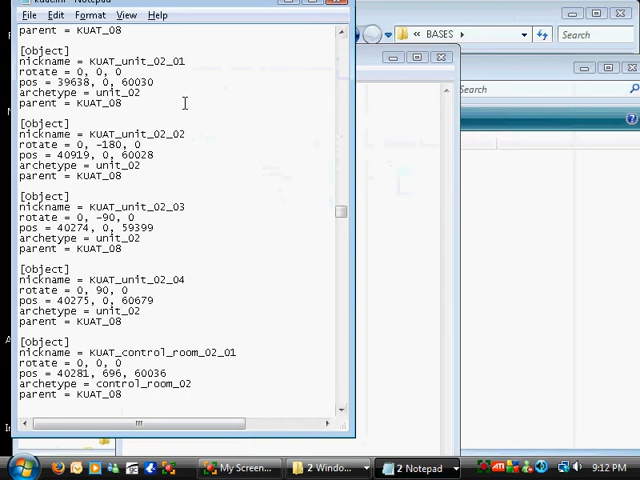 File Edit Format View Help
BASES
Search
Search
parent = KUAT_08
[Object]
nickname = KUAT_unit_02_01
rotate = 0, 0, 0
pos = 39638, 0, 60030
archetype = unit_02
parent = KUAT_08
[Object]
nickname = KUAT_unit_02_02
rotate = 0, -180, 0
pos = 40919, 0, 60028
archetype = unit_02
parent = KUAT_08
[Object]
nickname = KUAT_unit_02_03
rotate = 0, -90, 0
pos = 40274, 0, 59399
archetype = unit_02
parent = KUAT_08
[Object]
nickname = KUAT_unit_02_04
rotate = 0, 90, 0
pos = 40275, 0, 60679
archetype = unit_02
parent = KUAT_08
[Object]
nickname = KUAT_control_room_02_01
rotate = 0, 0, 0
pos = 40281, 696, 60036
archetype = control_room_02
parent = KUAT_08
My Screen... 2 Windo... 2 Notepad 9:12 PM